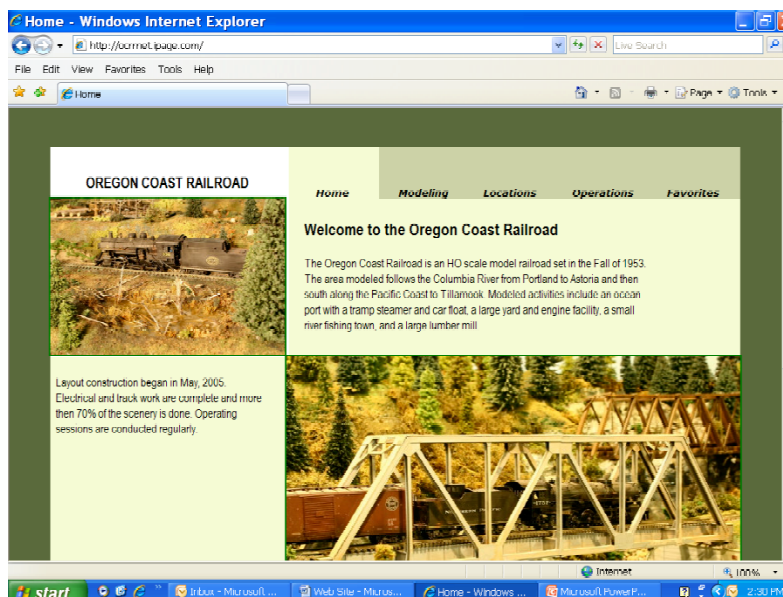 Home - Windows Internet Explorer
http://ocrrnet.ipage.com/
Live Search
File Edit View Favorites Tools Help
Home
Page Tools
OREGON COAST RAILROAD
Home Modeling Locations Operations Favorites
Welcome to the Oregon Coast Railroad
The Oregon Coast Railroad is an HO scale model railroad set in the Fall of 1953.
The area modeled follows the Columbia River from Portland to Astoria and then
south along the Pacific Coast to Tillamook. Modeled activities include an ocean
port with a tramp steamer and car float, a large yard and engine facility, a small
river fishing town, and a large lumber mill.
Layout construction began in May, 2005.
Electrical and track work are complete and more
then 70% of the scenery is done. Operating
sessions are conducted regularly.
Internet 100%
start Inbox - Microsoft ... Web Site - Micros... Home - Windows ... Microsoft PowerP... 2:30 PM